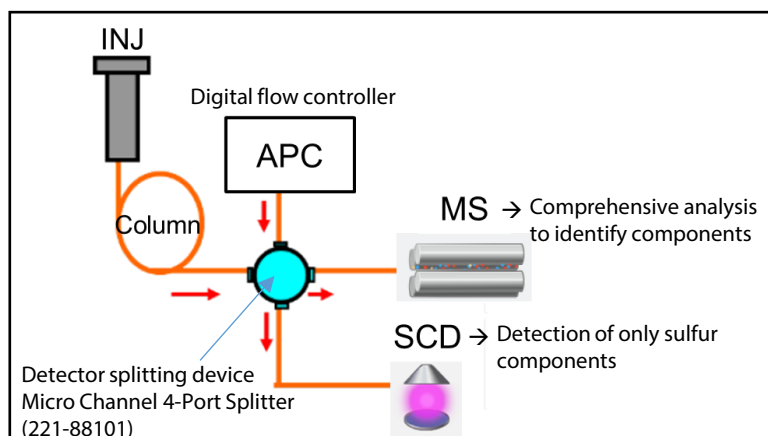 INJ
Digital flow controller
APC
Column
MS → Comprehensive analysis
to identify components
SCD → Detection of only sulfur
components
Detector splitting device
Micro Channel 4-Port Splitter
(221-88101)